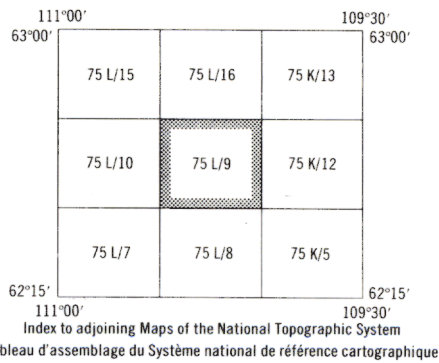 111°00′ 109°30′
63°00′ 63°00′
75 L/15 75 L/16 75 K/13
75 L/10 75 L/9 75 K/12
75 L/7 75 L/8 75 K/5
62°15′ 62°15′
111°00′ 109°30′
Index to adjoining Maps of the National Topographic System
bleau d'assemblage du Système national de référence cartographique